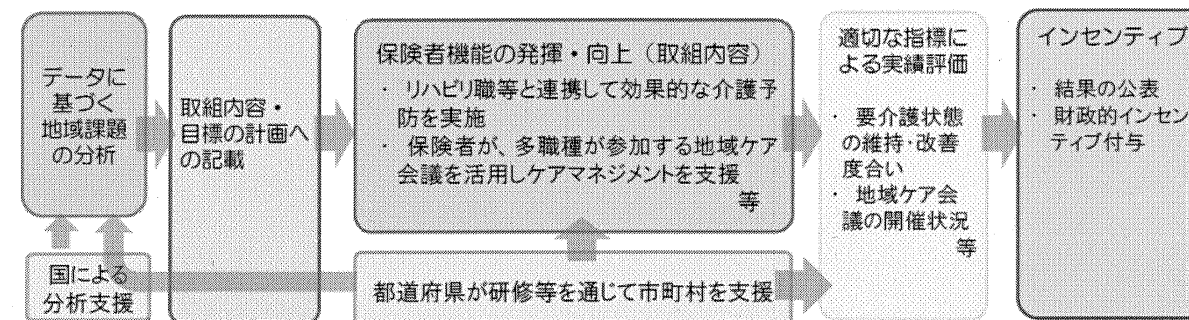 データに
基づく
地域課題
の分析
取組内容・
目標の計画へ
の記載
保険者機能の発揮・向上（取組内容）
・ リハビリ職等と連携して効果的な介護予
防を実施
・ 保険者が、多職種が参加する地域ケア
会議を活用しケアマネジメントを支援
等
適切な指標に
よる実績評価
・ 要介護状態
の維持・改善
度合い
・ 地域ケア会
議の開催状況
等
インセンティブ
・ 結果の公表
・ 財政的インセン
ティブ付与
国による
分析支援
都道府県が研修等を通じて市町村を支援